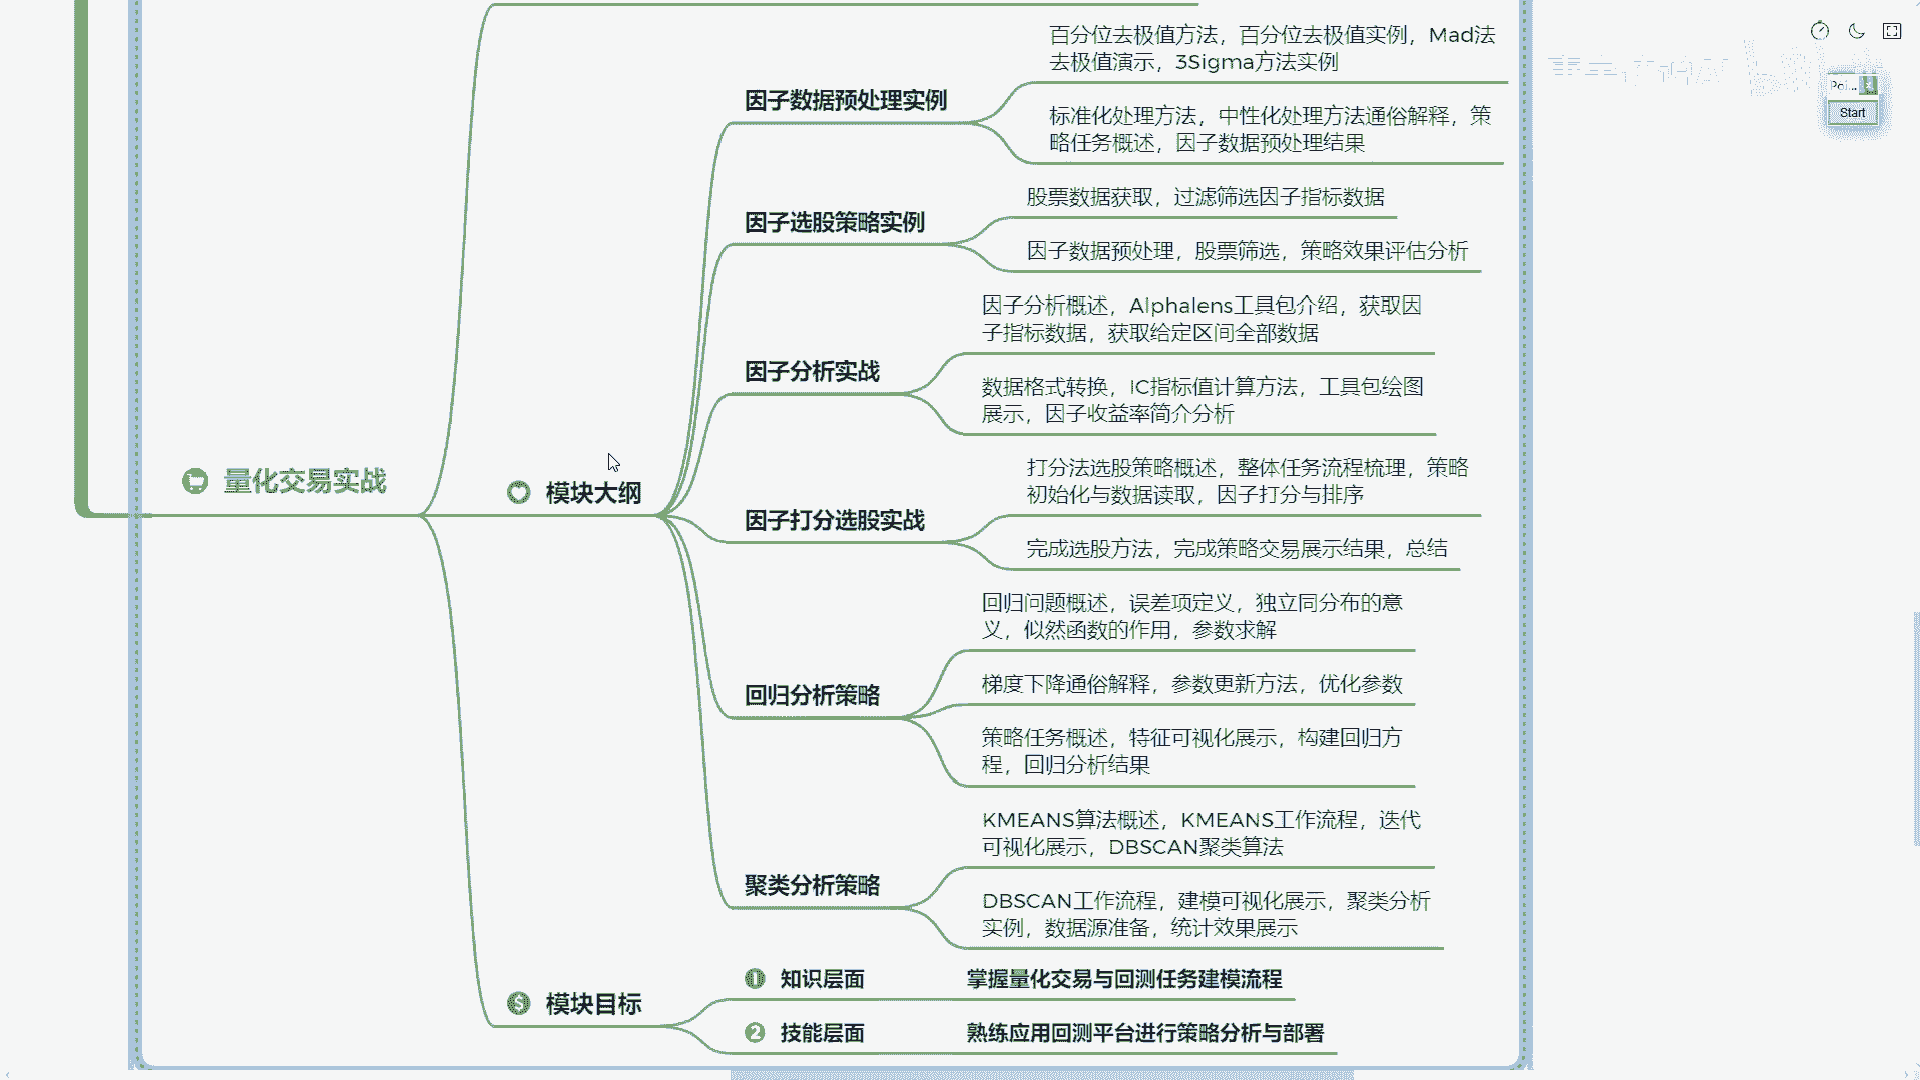 百分位去极值方法，百分位去极值实例，Mad法
去极值演示，3Sigma方法实例
因子数据预处理实例
标准化处理方法，中性化处理方法通俗解释，策
略任务概述，因子数据预处理结果
股票数据获取，过滤筛选因子指标数据
因子选股策略实例
因子数据预处理，股票筛选，策略效果评估分析
因子分析概述，Alphalens工具包介绍，获取因
子指标数据，获取给定区间全部数据
因子分析实战
数据格式转换，IC指标值计算方法，工具包绘图
展示，因子收益率简介分析
量化交易实战
模块大纲
打分法选股策略概述，整体任务流程梳理，策略
初始化与数据读取，因子打分与排序
因子打分选股实战
完成选股方法，完成策略交易展示结果，总结
回归问题概述，误差项定义，独立同分布的意
义，似然函数的作用，参数求解
回归分析策略
梯度下降通俗解释，参数更新方法，优化参数
策略任务概述，特征可视化展示，构建回归方
程，回归分析结果
KMEANS算法概述，KMEANS工作流程，迭代
可视化展示，DBSCAN聚类算法
聚类分析策略
DBSCAN工作流程，建模可视化展示，聚类分析
实例，数据源准备，统计效果展示
模块目标
1 知识层面 掌握量化交易与回测任务建模流程
2 技能层面 熟练应用回测平台进行策略分析与部署
Poi...
Start